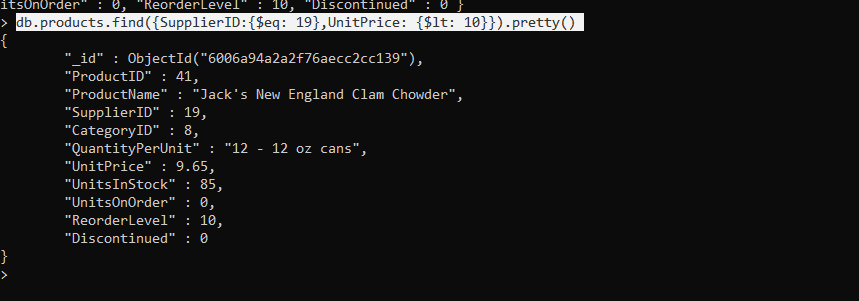 itsOnOrder" : 0, "ReorderLevel" : 10, "Discontinued" : 0 }
> db.products.find({SupplierID:{$eq: 19},UnitPrice: {$lt: 10}}).pretty()
{
        "_id" : ObjectId("6006a94a2a2f76aecc2cc139"),
        "ProductID" : 41,
        "ProductName" : "Jack's New England Clam Chowder",
        "SupplierID" : 19,
        "CategoryID" : 8,
        "QuantityPerUnit" : "12 - 12 oz cans",
        "UnitPrice" : 9.65,
        "UnitsInStock" : 85,
        "UnitsOnOrder" : 0,
        "ReorderLevel" : 10,
        "Discontinued" : 0
}
>